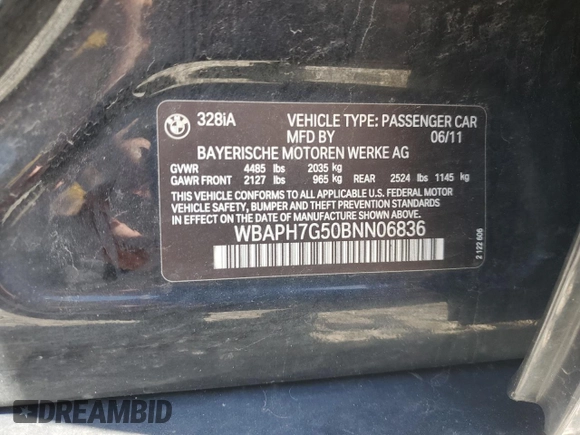 BMW
328iA VEHICLE TYPE: PASSENGER CAR
MFD BY 06/11
BAYERISCHE MOTOREN WERKE AG
GVWR 4485 lbs 2035 kg
GAWR FRONT 2127 lbs 965 kg REAR 2524 lbs 1145 kg
THIS VEHICLE CONFORMS TO ALL APPLICABLE U.S. FEDERAL MOTOR
VEHICLE SAFETY, BUMPER AND THEFT PREVENTION STANDARDS
IN EFFECT ON THE DATE OF MANUFACTURE SHOWN ABOVE.
WBAPH7G50BNN06836
2 122 606
DREAMBID